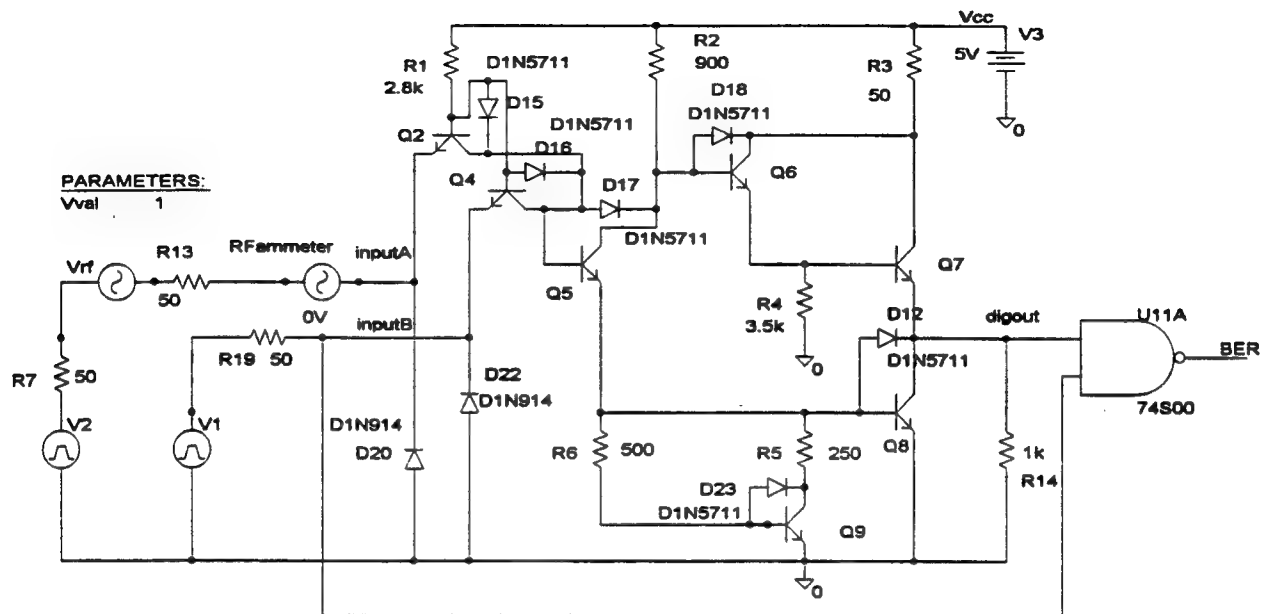 Vcc
V3
5V
0
R1
2.8k
D1N5711
D15
R2
900
R3
50
D18
D1N5711
Q2
D1N5711
D16
Q4
D17
D1N5711
Q6
PARAMETERS:
Vval 1
R13
50
RFammeter
0V
inputA
Vrf
Q5
Q7
R4
3.5k
0
inputB
R19 50
D12
D1N5711
digout
U11A
BER
74S00
R7
50
V2
V1
D22
D1N914
D1N914
D20
R6
500
R5
250
Q8
1k
R14
D23
D1N5711
Q9
0